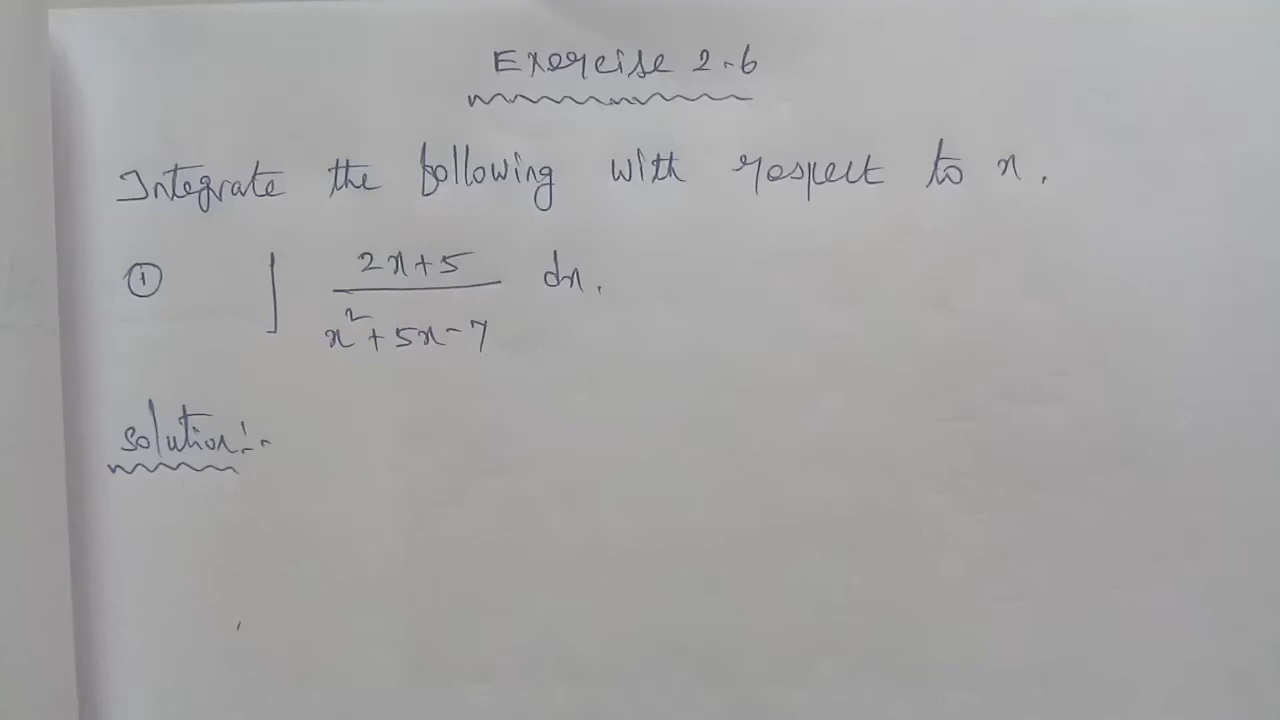 Exercise 2.6
Integrate the following with respect to x.
① ∫ 2x+5 / x²+5x-7 dx.
Solution:-